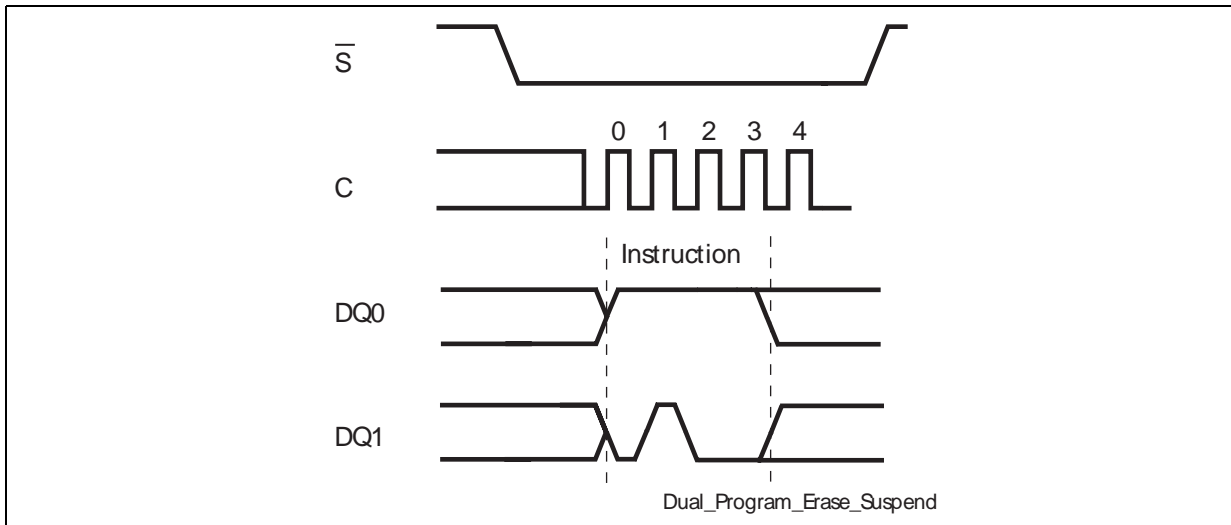 S̅
0 1 2 3 4
C
Instruction
DQ0
DQ1
Dual_Program_Erase_Suspend